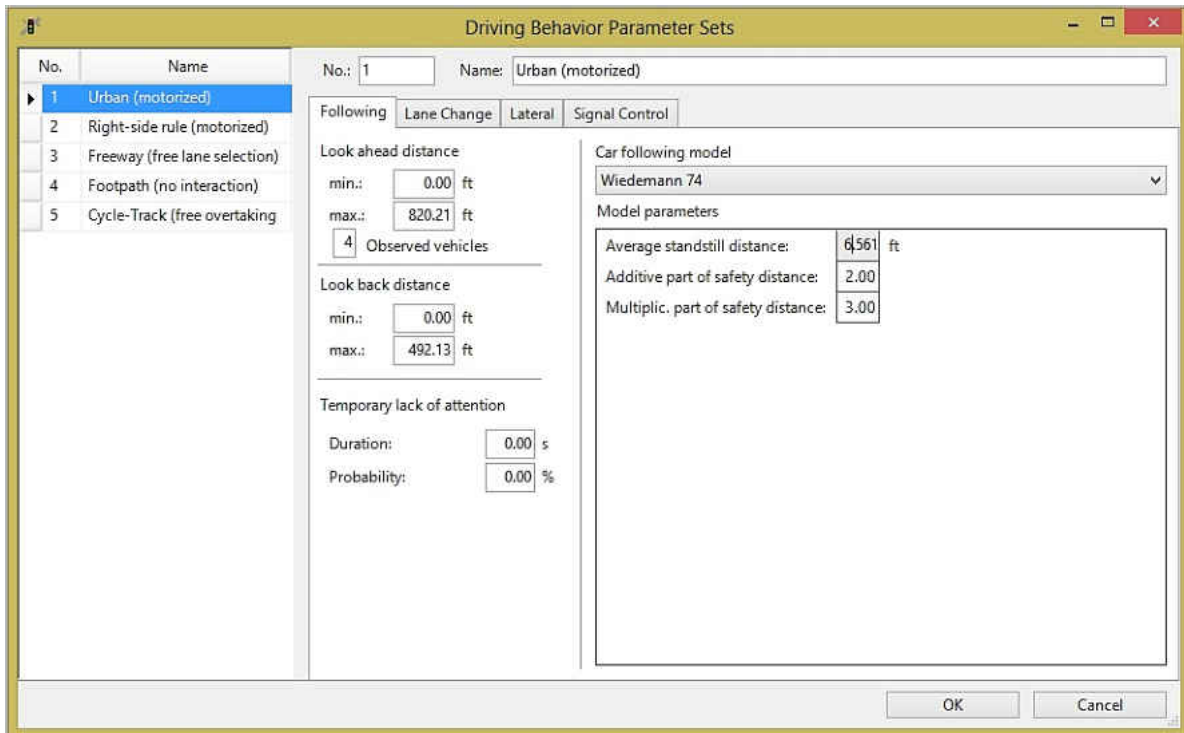 Driving Behavior Parameter Sets
No. Name
1 Urban (motorized)
2 Right-side rule (motorized)
3 Freeway (free lane selection)
4 Footpath (no interaction)
5 Cycle-Track (free overtaking
No.: 1 Name: Urban (motorized)
Following Lane Change Lateral Signal Control
Look ahead distance
min.: 0.00 ft
max.: 820.21 ft
4 Observed vehicles
Look back distance
min.: 0.00 ft
max.: 492.13 ft
Temporary lack of attention
Duration: 0.00 s
Probability: 0.00 %
Car following model
Wiedemann 74
Model parameters
Average standstill distance: 6.561 ft
Additive part of safety distance: 2.00
Multiplic. part of safety distance: 3.00
OK Cancel